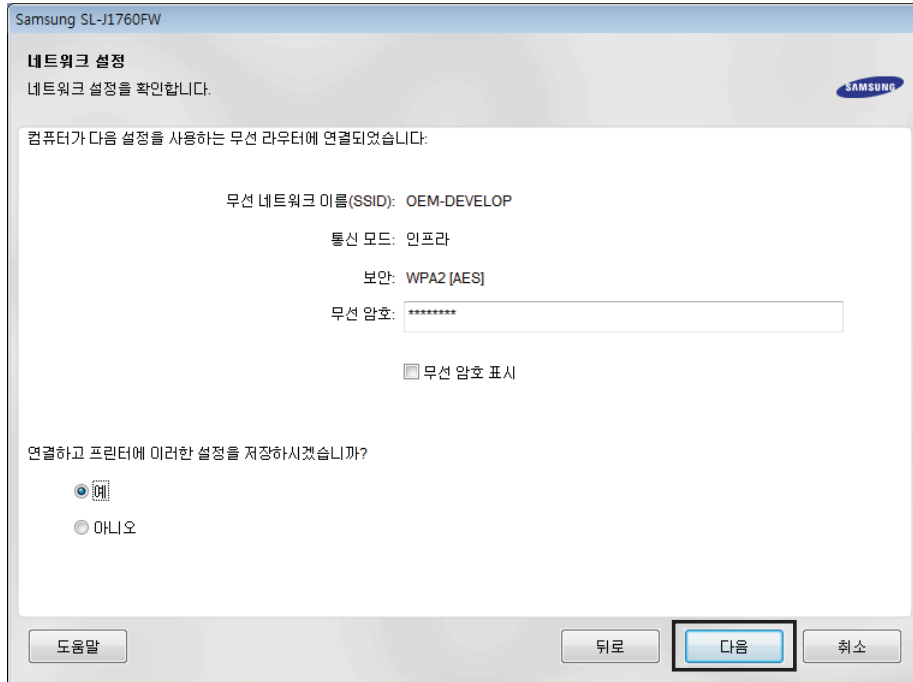 Samsung SL-J1760FW
네트워크 설정
네트워크 설정을 확인합니다.
SAMSUNG
컴퓨터가 다음 설정을 사용하는 무선 라우터에 연결되었습니다:
무선 네트워크 이름(SSID): OEM-DEVELOP
통신 모드: 인프라
보안: WPA2 [AES]
무선 암호: ********
무선 암호 표시
연결하고 프린터에 이러한 설정을 저장하시겠습니까?
예
아니오
도움말 뒤로 다음 취소